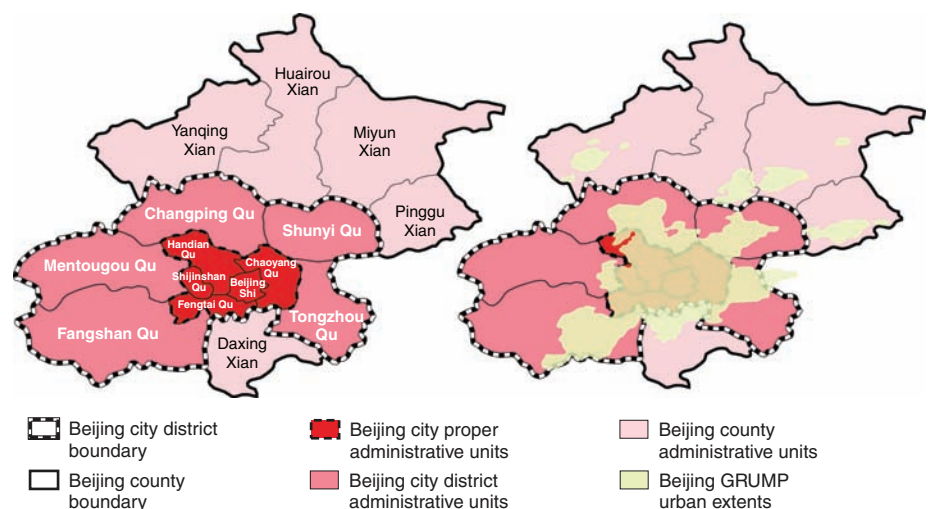 Huairou
Xian
Yanqing
Xian
Miyun
Xian
Changping Qu
Shunyi Qu
Pinggu
Xian
Handian
Qu
Mentougou Qu
Chaoyang
Qu
Shijinshan
Qu
Beijing
Shi
Fengtai Qu
Fangshan Qu
Tongzhou
Qu
Daxing
Xian
Beijing city district
boundary
Beijing county
boundary
Beijing city proper
administrative units
Beijing city district
administrative units
Beijing county
administrative units
Beijing GRUMP
urban extents